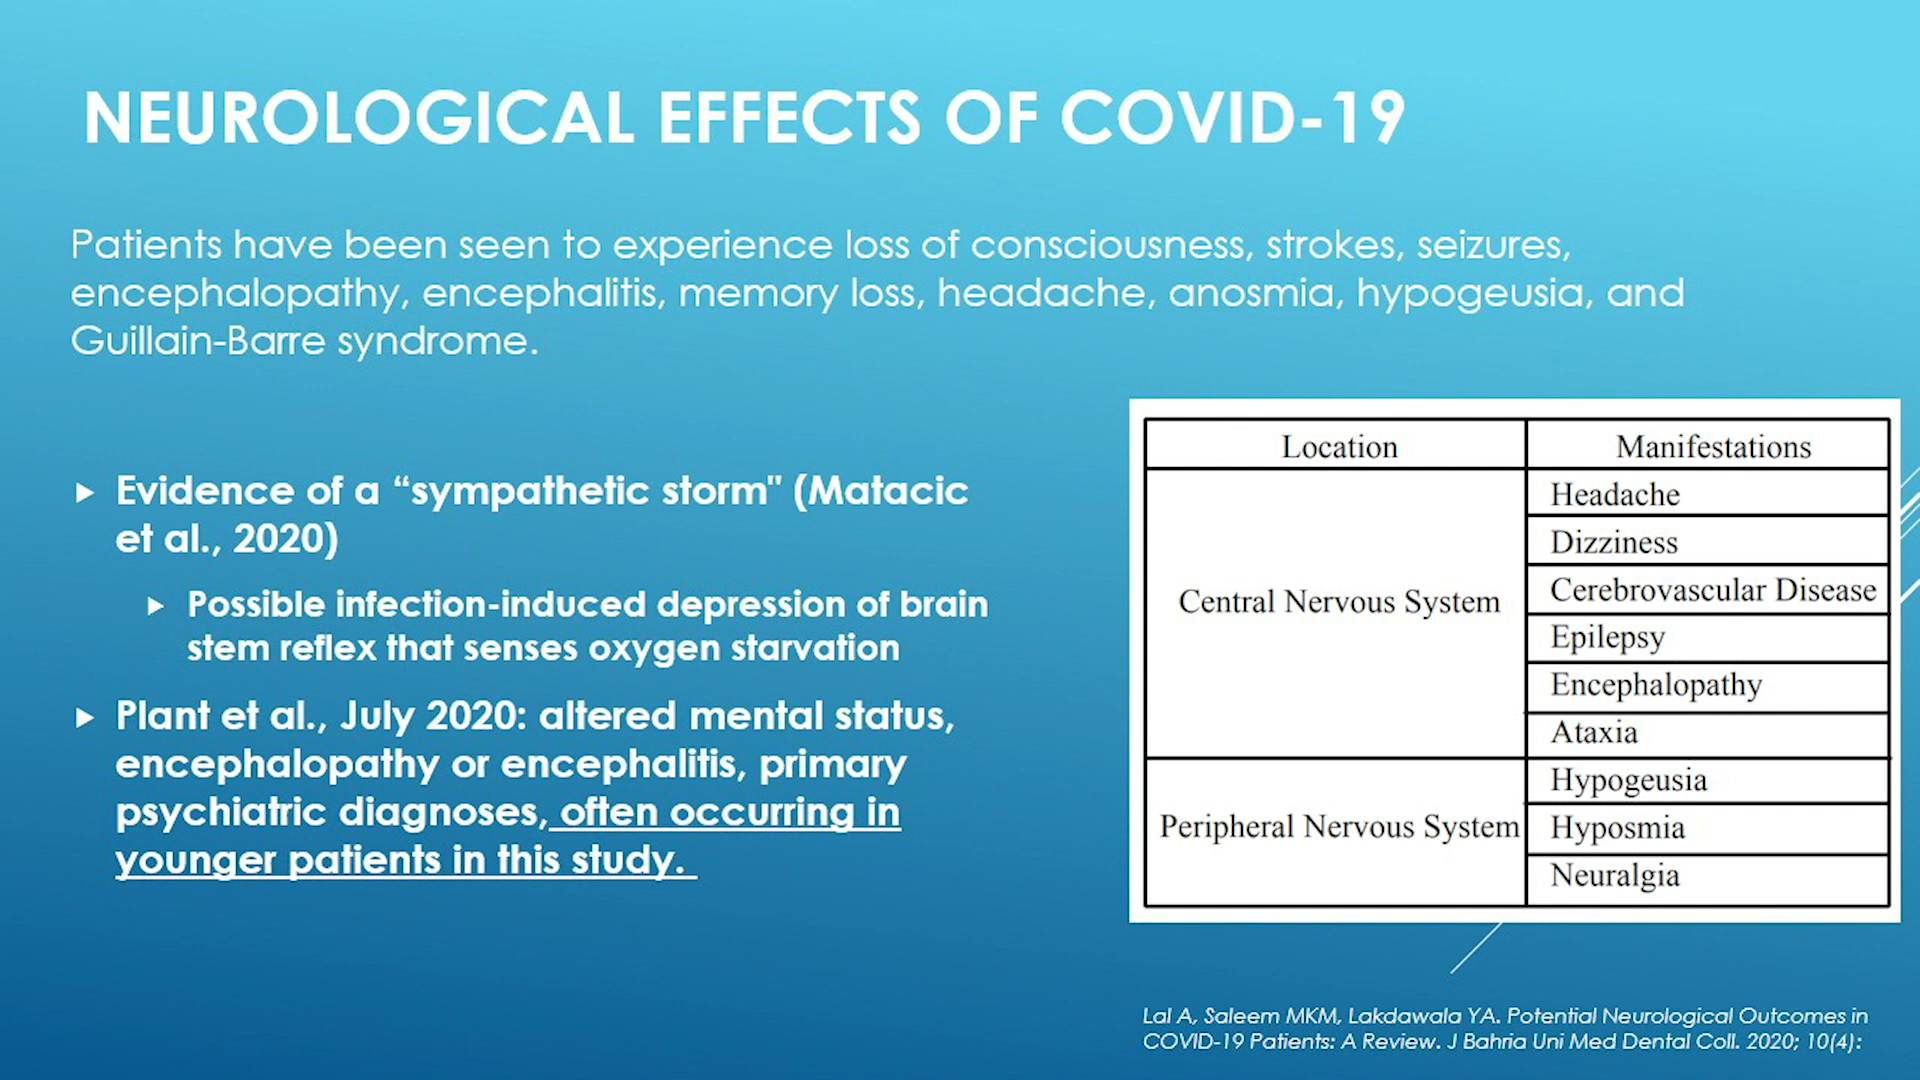 NEUROLOGICAL EFFECTS OF COVID-19
Patients have been seen to experience loss of consciousness, strokes, seizures,
encephalopathy, encephalitis, memory loss, headache, anosmia, hypogeusia, and
Guillain-Barre syndrome.
Evidence of a “sympathetic storm" (Matacic
et al., 2020)
Possible infection-induced depression of brain
stem reflex that senses oxygen starvation
Plant et al., July 2020: altered mental status,
encephalopathy or encephalitis, primary
psychiatric diagnoses, often occurring in
younger patients in this study.
Location
Manifestations
Central Nervous System
Headache
Dizziness
Cerebrovascular Disease
Epilepsy
Encephalopathy
Ataxia
Peripheral Nervous System
Hypogeusia
Hyposmia
Neuralgia
Lal A, Saleem MKM, Lakdawala YA. Potential Neurological Outcomes in
COVID-19 Patients: A Review. J Bahria Uni Med Dental Coll. 2020; 10(4):